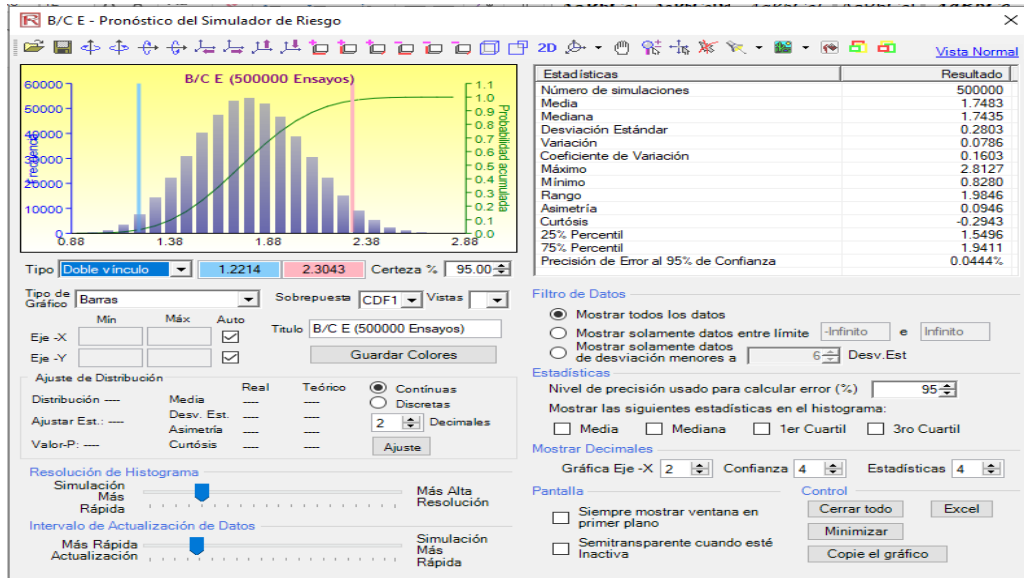 B/C E - Pronóstico del Simulador de Riesgo
2D
Vista Normal
B/C E (500000 Ensayos)
Frecuencia
60000
50000
40000
30000
20000
10000
0
0.88 1.38 1.88 2.38 2.88
1.1
1.0
0.9
0.8
0.7
0.6
0.5
0.4
0.3
0.2
0.1
0.0
Probabilidad acumulada
Tipo Doble vínculo 1.2214 2.3043 Certeza % 95.00
Tipo de Gráfico Barras Sobrepuesta CDF1 Vistas
Mín Máx Auto
Eje -X
Eje -Y
Titulo B/C E (500000 Ensayos)
Guardar Colores
Ajuste de Distribución
Real Teórico
Distribución ---- Media ---- ----
Ajustar Est.: ---- Desv. Est. ---- ----
Asimetría ---- ----
Valor-P: ---- Curtósis ---- ----
Contínuas
Discretas
2 Decimales
Ajuste
Resolución de Histograma
Simulación Más Rápida
Más Alta Resolución
Intervalo de Actualización de Datos
Más Rápida Actualización
Simulación Más Rápida
Estadísticas Resultado
Número de simulaciones 500000
Media 1.7483
Mediana 1.7435
Desviación Estándar 0.2803
Variación 0.0786
Coeficiente de Variación 0.1603
Máximo 2.8127
Mínimo 0.8280
Rango 1.9846
Asimetría 0.0946
Curtósis -0.2943
25% Percentil 1.5496
75% Percentil 1.9411
Precisión de Error al 95% de Confianza 0.0444%
Filtro de Datos
Mostrar todos los datos
Mostrar solamente datos entre límite -Infinito e Infinito
Mostrar solamente datos
de desviación menores a 6 Desv.Est
Estadísticas
Nivel de precisión usado para calcular error (%) 95
Mostrar las siguientes estadísticas en el histograma:
Media Mediana 1er Cuartil 3ro Cuartil
Mostrar Decimales
Gráfica Eje -X 2 Confianza 4 Estadísticas 4
Pantalla
Siempre mostrar ventana en
primer plano
Semitransparente cuando esté
Inactiva
Control
Cerrar todo Excel
Minimizar
Copie el gráfico